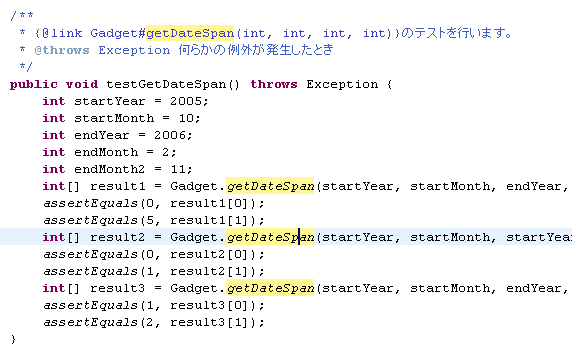 /**
 * {@link Gadget#getDateSpan(int, int, int, int)}のテストを行います。
 * @throws Exception 何らかの例外が発生したとき
 */
public void testGetDateSpan() throws Exception {
    int startYear = 2005;
    int startMonth = 10;
    int endYear = 2006;
    int endMonth = 2;
    int endMonth2 = 11;
    int[] result1 = Gadget.getDateSpan(startYear, startMonth, endYear,
    assertEquals(0, result1[0]);
    assertEquals(5, result1[1]);
    int[] result2 = Gadget.getDateSpan(startYear, startMonth, startYea
    assertEquals(0, result2[0]);
    assertEquals(1, result2[1]);
    int[] result3 = Gadget.getDateSpan(startYear, startMonth, endYear,
    assertEquals(1, result3[0]);
    assertEquals(2, result3[1]);
}